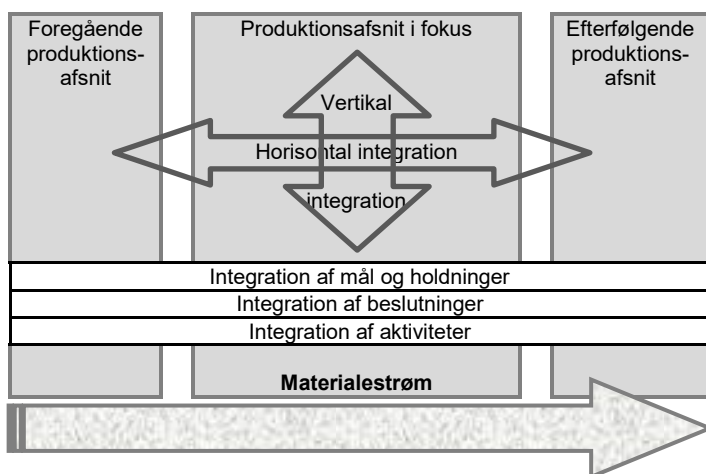 Foregående
produktions-
afsnit
Produktionsafsnit i fokus
Efterfølgende
produktions-
afsnit
Vertikal
Horisontal integration
integration
Integration af mål og holdninger
Integration af beslutninger
Integration af aktiviteter
Materialestrøm